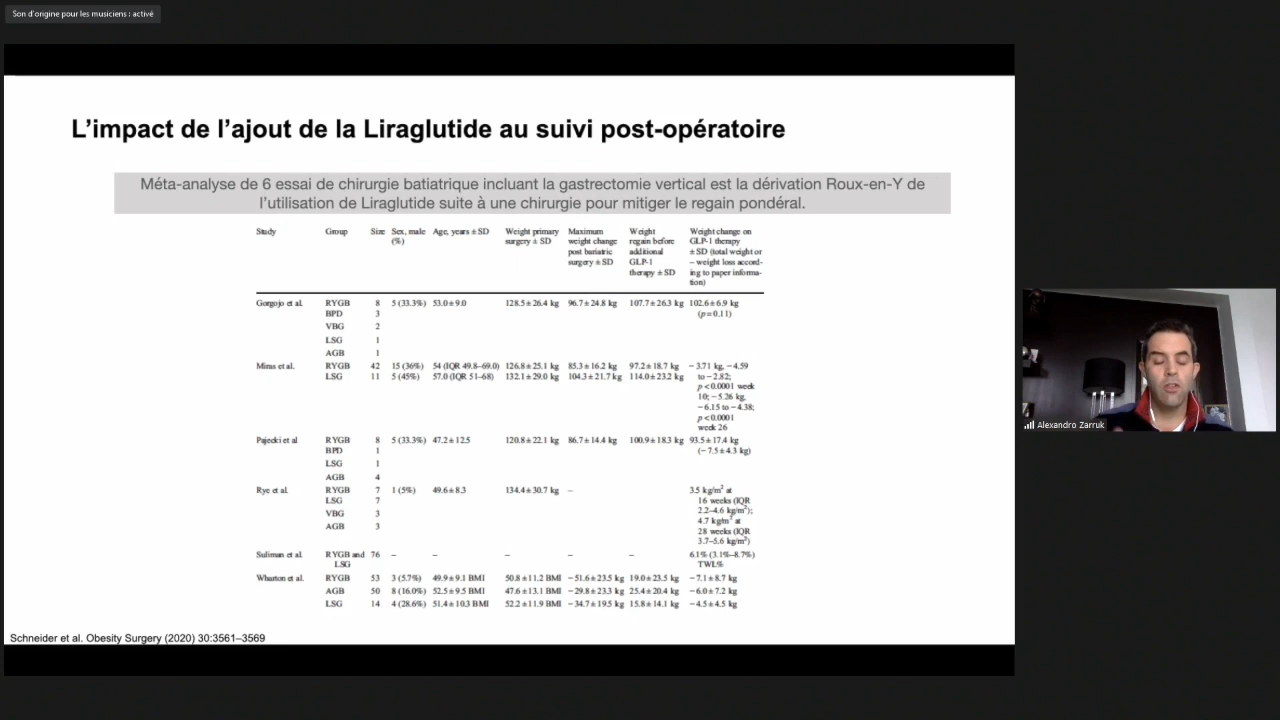 Son d'origine pour les musiciens : activé
L'impact de l'ajout de la Liraglutide au suivi post-opératoire
Méta-analyse de 6 essai de chirurgie batiatrique incluant la gastrectomie vertical est la dérivation Roux-en-Y de
l'utilisation de Liraglutide suite à une chirurgie pour mitiger le regain pondéral.
Study Group Size Sex, male Age, years ± SD Weight primary Maximum Weight Weight change on
(%) surgery ± SD weight change regain before GLP-1 therapy
post bariatric additional ± SD (total weight or
surgery ± SD GLP-1 – weight loss accord-
therapy ± SD ing to paper informa-
tion)
Gorgojo et al. RYGB 8 5 (33.3%) 53.0 ± 9.0 128.5 ± 26.4 kg 96.7 ± 24.8 kg 107.7 ± 26.3 kg 102.6 ± 6.9 kg
BPD 3 (p = 0.11)
VBG 2
LSG 1
AGB 1
Miras et al. RYGB 42 15 (36%) 54 (IQR 49.8–69.0) 126.8 ± 25.1 kg 85.3 ± 16.2 kg 97.2 ± 18.7 kg – 3.71 kg, – 4.59
LSG 11 5 (45%) 57.0 (IQR 51–68) 132.1 ± 29.0 kg 104.3 ± 21.7 kg 114.0 ± 23.2 kg to – 2.82;
p < 0.0001 week
10; – 5.26 kg,
– 6.15 to – 4.38;
p < 0.0001
week 26
Pajecki et al RYGB 8 5 (33.3%) 47.2 ± 12.5 120.8 ± 22.1 kg 86.7 ± 14.4 kg 100.9 ± 18.3 kg 93.5 ± 17.4 kg
BPD 1 (– 7.5 ± 4.3 kg)
LSG 1
AGB 4
Rye et al. RYGB 7 1 (5%) 49.6 ± 8.3 134.4 ± 30.7 kg – 3.5 kg/m² at
LSG 7 16 weeks (IQR
VBG 3 2.2–4.6 kg/m²);
AGB 3 4.7 kg/m² at
28 weeks (IQR
3.7–5.6 kg/m²)
Suliman et al. RYGB and 76 – – – – – 6.1% (3.1%–8.7%)
LSG TWL%
Wharton et al. RYGB 53 3 (5.7%) 49.9 ± 9.1 BMI 50.8 ± 11.2 BMI – 51.6 ± 23.5 kg 19.0 ± 23.5 kg – 7.1 ± 8.7 kg
AGB 50 8 (16.0%) 52.5 ± 9.5 BMI 47.6 ± 13.1 BMI – 29.8 ± 23.3 kg 25.4 ± 20.4 kg – 6.0 ± 7.2 kg
LSG 14 4 (28.6%) 51.4 ± 10.3 BMI 52.2 ± 11.9 BMI – 34.7 ± 19.5 kg 15.8 ± 14.1 kg – 4.5 ± 4.5 kg
Schneider et al. Obesity Surgery (2020) 30:3561–3569
Alexandro Zarruk